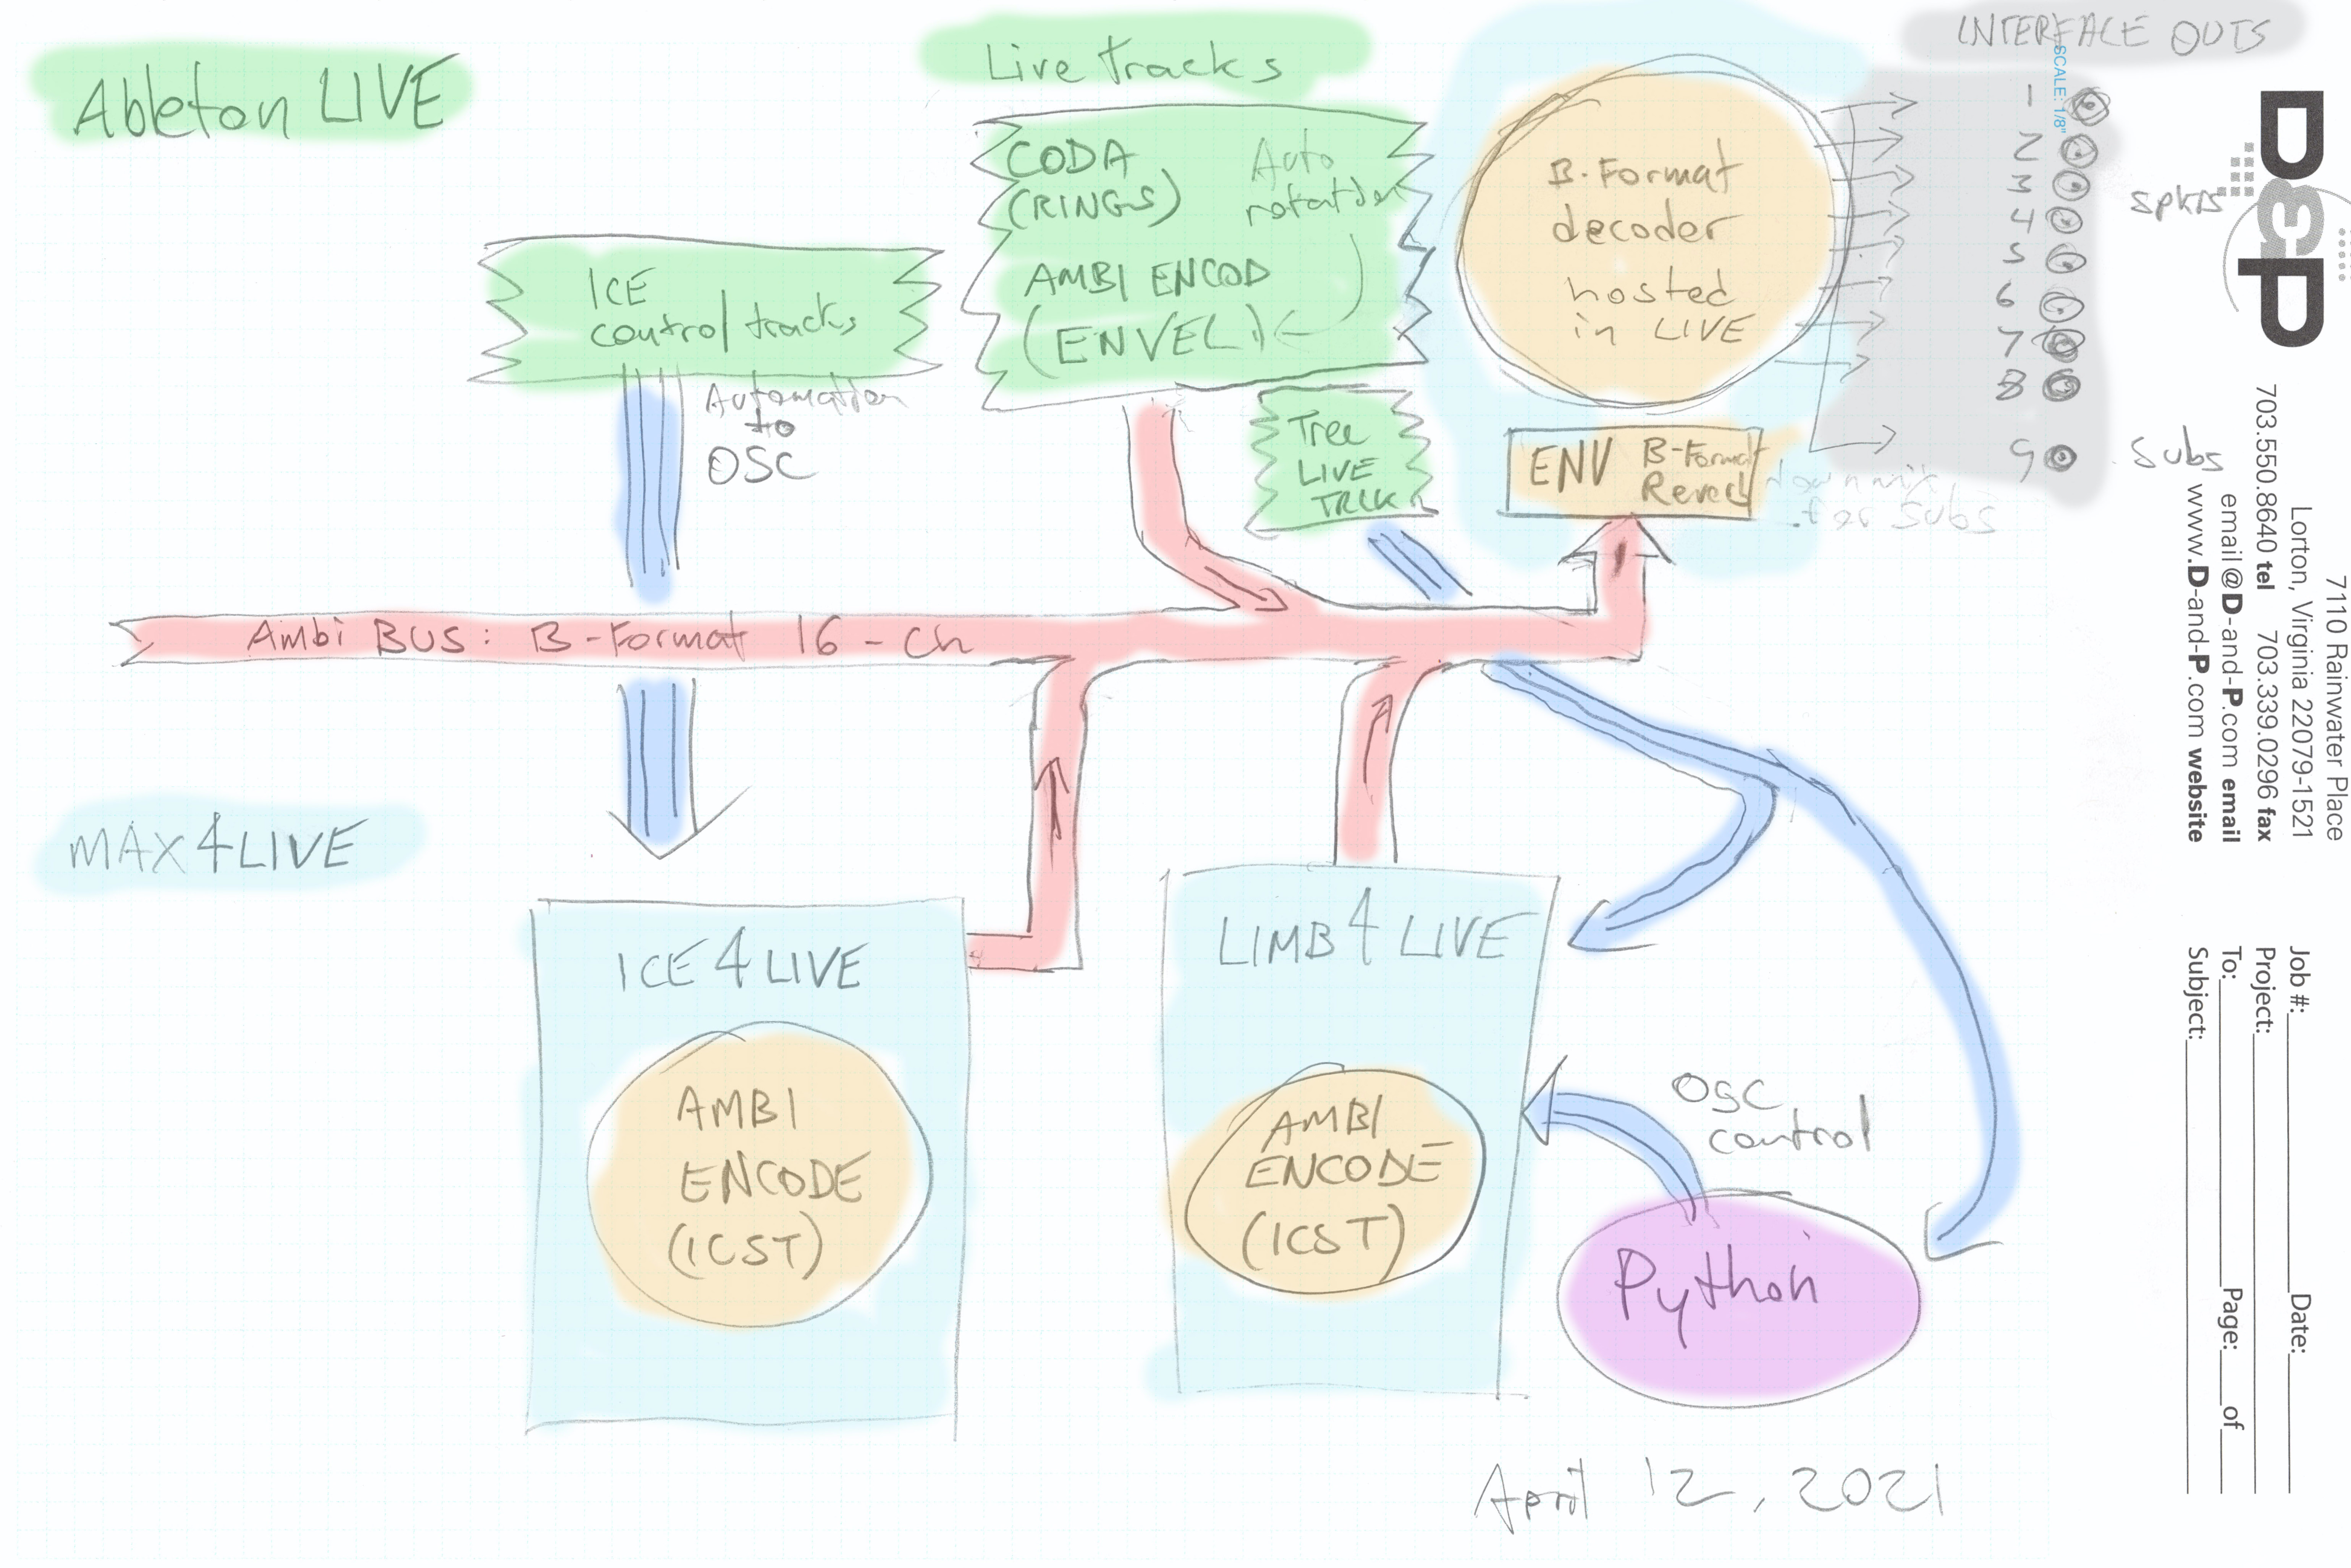 Ableton LIVE
Live tracks
INTERFACE OUTS
SCALE: 1/8"
CODA
(RINGS)
Auto
rotation
AMBI ENCOD
(ENVEL)
ICE
control tracks
Automation
to
OSC
Tree
LIVE
TRCK
B-Format
decoder
hosted
in LIVE
ENV B-Format
Reverb
downmix
for subs
1
2
3
4
5
6
7
8
9
spkrs
subs
Ambi BUS: B-Format 16-Ch
MAX4LIVE
ICE 4 LIVE
AMBI
ENCODE
(ICST)
LIMB 4 LIVE
AMBI
ENCODE
(ICST)
OSC
control
Python
April 12, 2021
D&P
7110 Rainwater Place
Lorton, Virginia 22079-1521
703.550.8640 tel 703.339.0296 fax
email@D-and-P.com email
www.D-and-P.com website
Job #: Date:
Project:
To: Page: of
Subject: